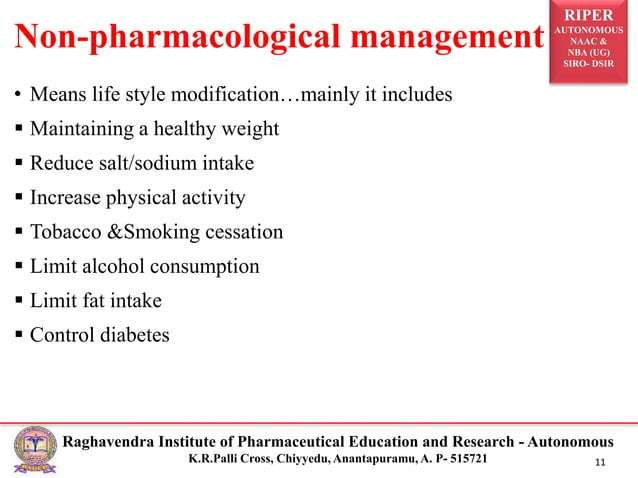 Non-pharmacological management
RIPER
AUTONOMOUS
NAAC &
NBA (UG)
SIRO- DSIR
• Means life style modification…mainly it includes
▪ Maintaining a healthy weight
▪ Reduce salt/sodium intake
▪ Increase physical activity
▪ Tobacco &Smoking cessation
▪ Limit alcohol consumption
▪ Limit fat intake
▪ Control diabetes
Raghavendra Institute of Pharmaceutical Education and Research - Autonomous
K.R.Palli Cross, Chiyyedu, Anantapuramu, A. P- 515721
11